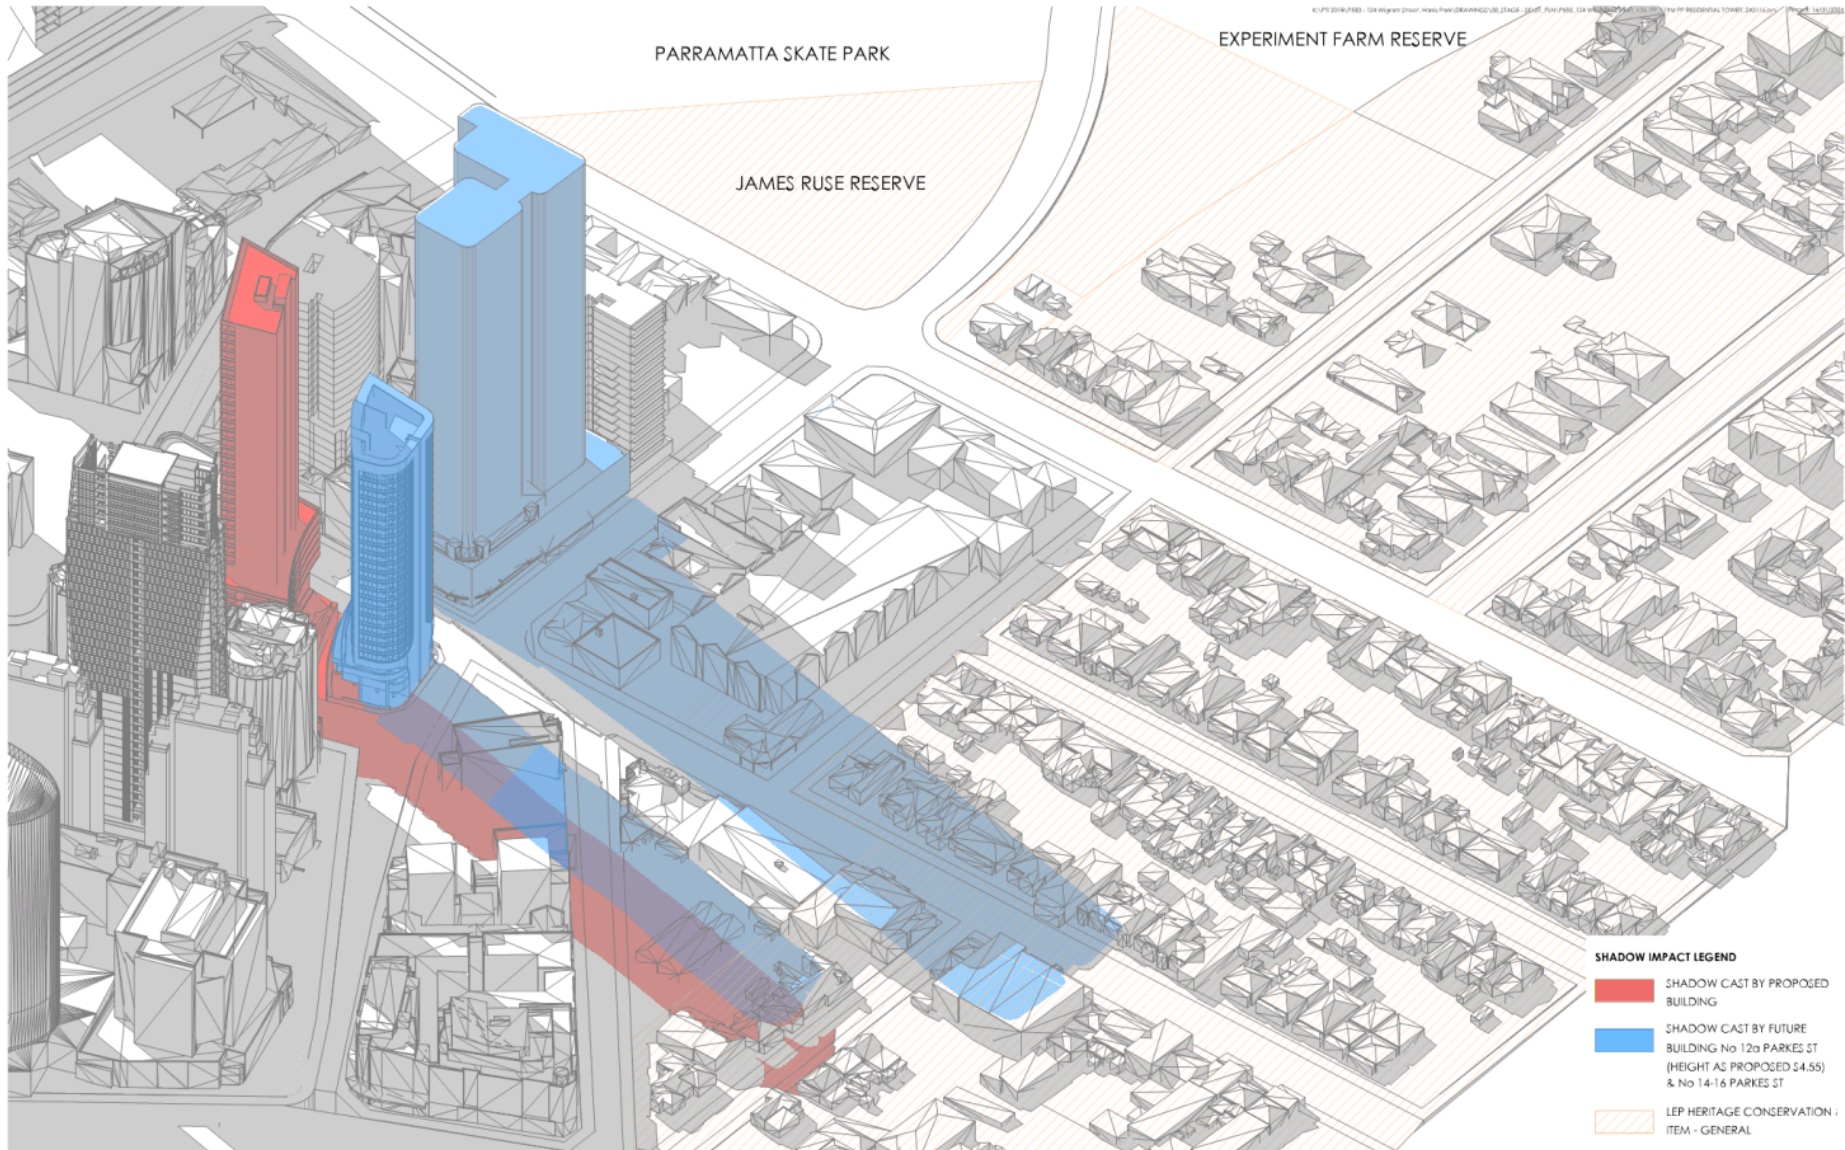 PARRAMATTA SKATE PARK
EXPERIMENT FARM RESERVE
JAMES RUSE RESERVE
SHADOW IMPACT LEGEND
SHADOW CAST BY PROPOSED
BUILDING
SHADOW CAST BY FUTURE
BUILDING No 12a PARKES ST
(HEIGHT AS PROPOSED S4.55)
& No 14-16 PARKES ST
LEP HERITAGE CONSERVATION
ITEM - GENERAL